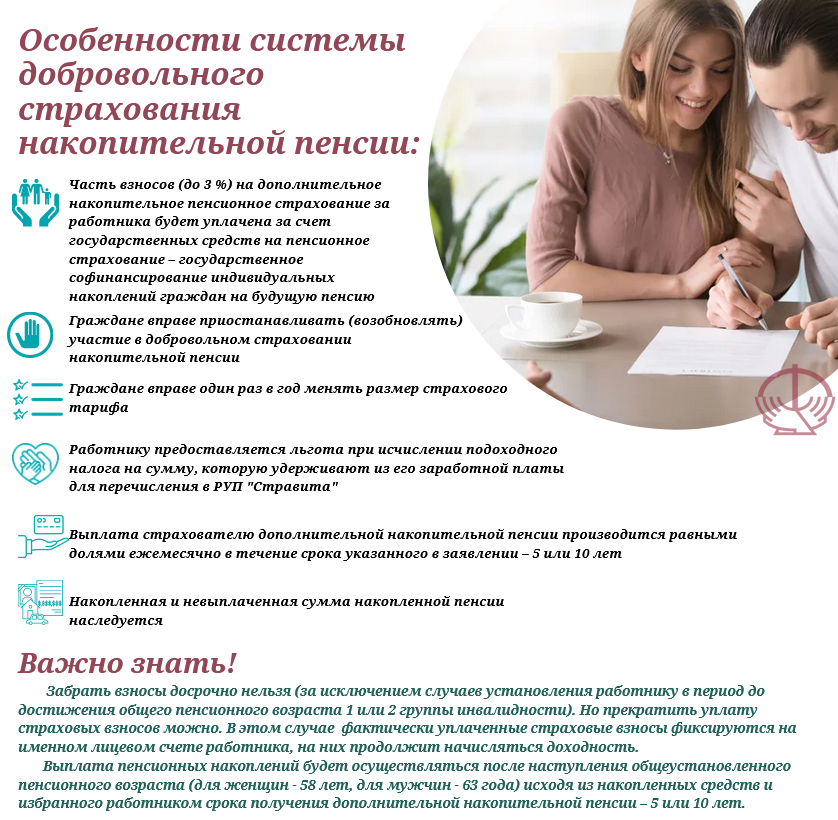 Особенности системы
добровольного
страхования
накопительной пенсии:
Часть взносов (до 3 %) на дополнительное
накопительное пенсионное страхование за
работника будет уплачена за счет
государственных средств на пенсионное
страхование – государственное
софинансирование индивидуальных
накоплений граждан на будущую пенсию
Граждане вправе приостанавливать (возобновлять)
участие в добровольном страховании
накопительной пенсии
Граждане вправе один раз в год менять размер страхового
тарифа
Работнику предоставляется льгота при исчислении подоходного
налога на сумму, которую удерживают из его заработной платы
для перечисления в РУП "Стравита"
Выплата страхователю дополнительной накопительной пенсии производится равными
долями ежемесячно в течение срока указанного в заявлении – 5 или 10 лет
Накопленная и невыплаченная сумма накопленной пенсии
наследуется
Важно знать!
Забрать взносы досрочно нельзя (за исключением случаев установления работнику в период до
достижения общего пенсионного возраста 1 или 2 группы инвалидности). Но прекратить уплату
страховых взносов можно. В этом случае фактически уплаченные страховые взносы фиксируются на
именном лицевом счете работника, на них продолжит начисляться доходность.
Выплата пенсионных накоплений будет осуществляться после наступления общеустановленного
пенсионного возраста (для женщин - 58 лет, для мужчин - 63 года) исходя из накопленных средств и
избранного работником срока получения дополнительной накопительной пенсии – 5 или 10 лет.